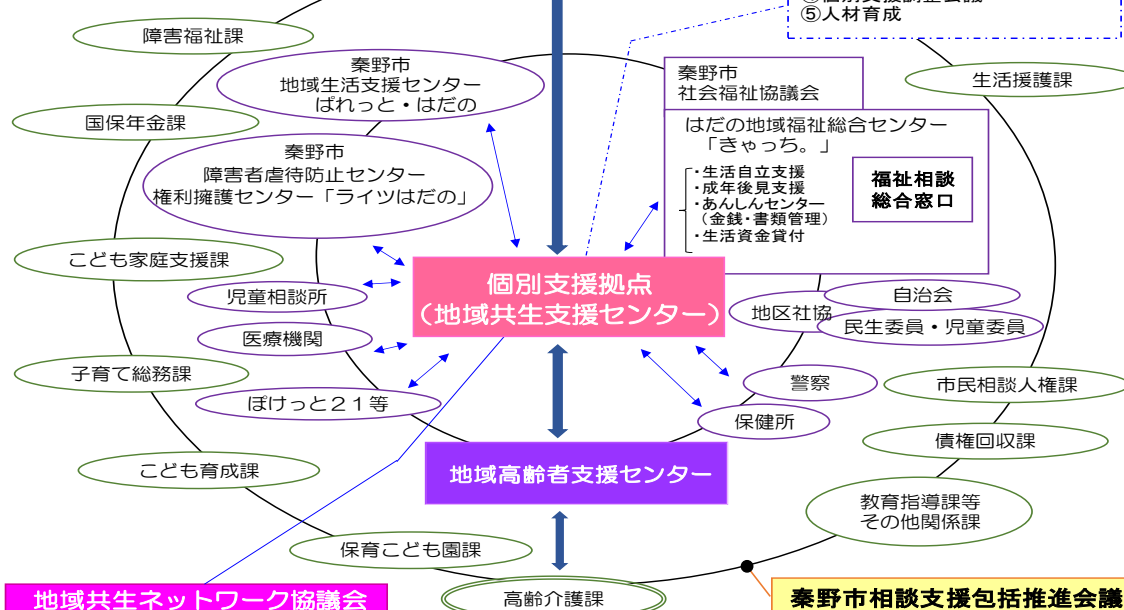 ⑤人材育成
障害福祉課
秦野市
地域生活支援センター
ぱれっと・はだの
秦野市
社会福祉協議会
生活援護課
国保年金課
はだの地域福祉総合センター
「きゃっち。」
・生活自立支援
・成年後見支援
・あんしんセンター
（金銭・書類管理）
・生活資金貸付
福祉相談
総合窓口
秦野市
障害者虐待防止センター
権利擁護センター「ライツはだの」
こども家庭支援課
児童相談所
医療機関
個別支援拠点
（地域共生支援センター）
自治会
地区社協
民生委員・児童委員
子育て総務課
ぽけっと２１等
警察
市民相談人権課
保健所
債権回収課
こども育成課
地域高齢者支援センター
教育指導課等
その他関係課
保育こども園課
高齢介護課
地域共生ネットワーク協議会
秦野市相談支援包括推進会議